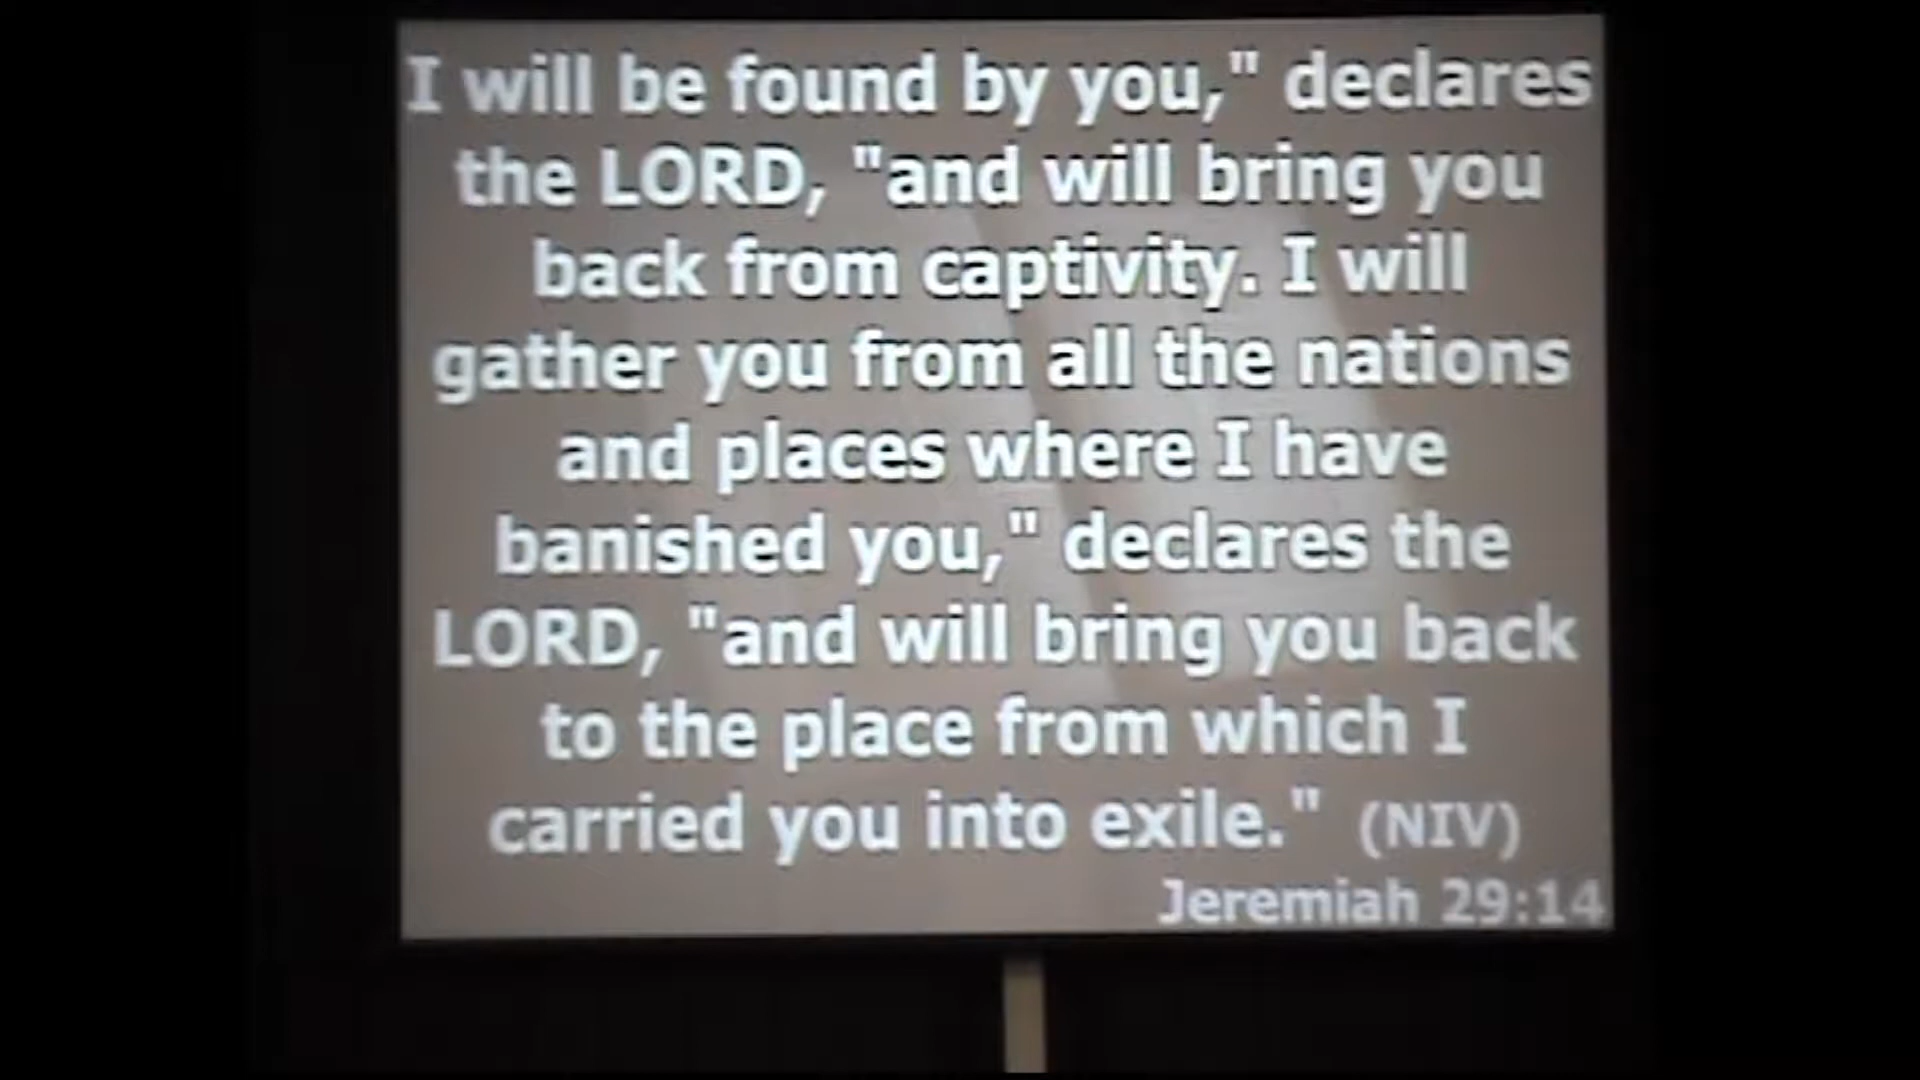 I will be found by you," declares
the LORD, "and will bring you
back from captivity. I will
gather you from all the nations
and places where I have
banished you," declares the
LORD, "and will bring you back
to the place from which I
carried you into exile." (NIV)
Jeremiah 29:14